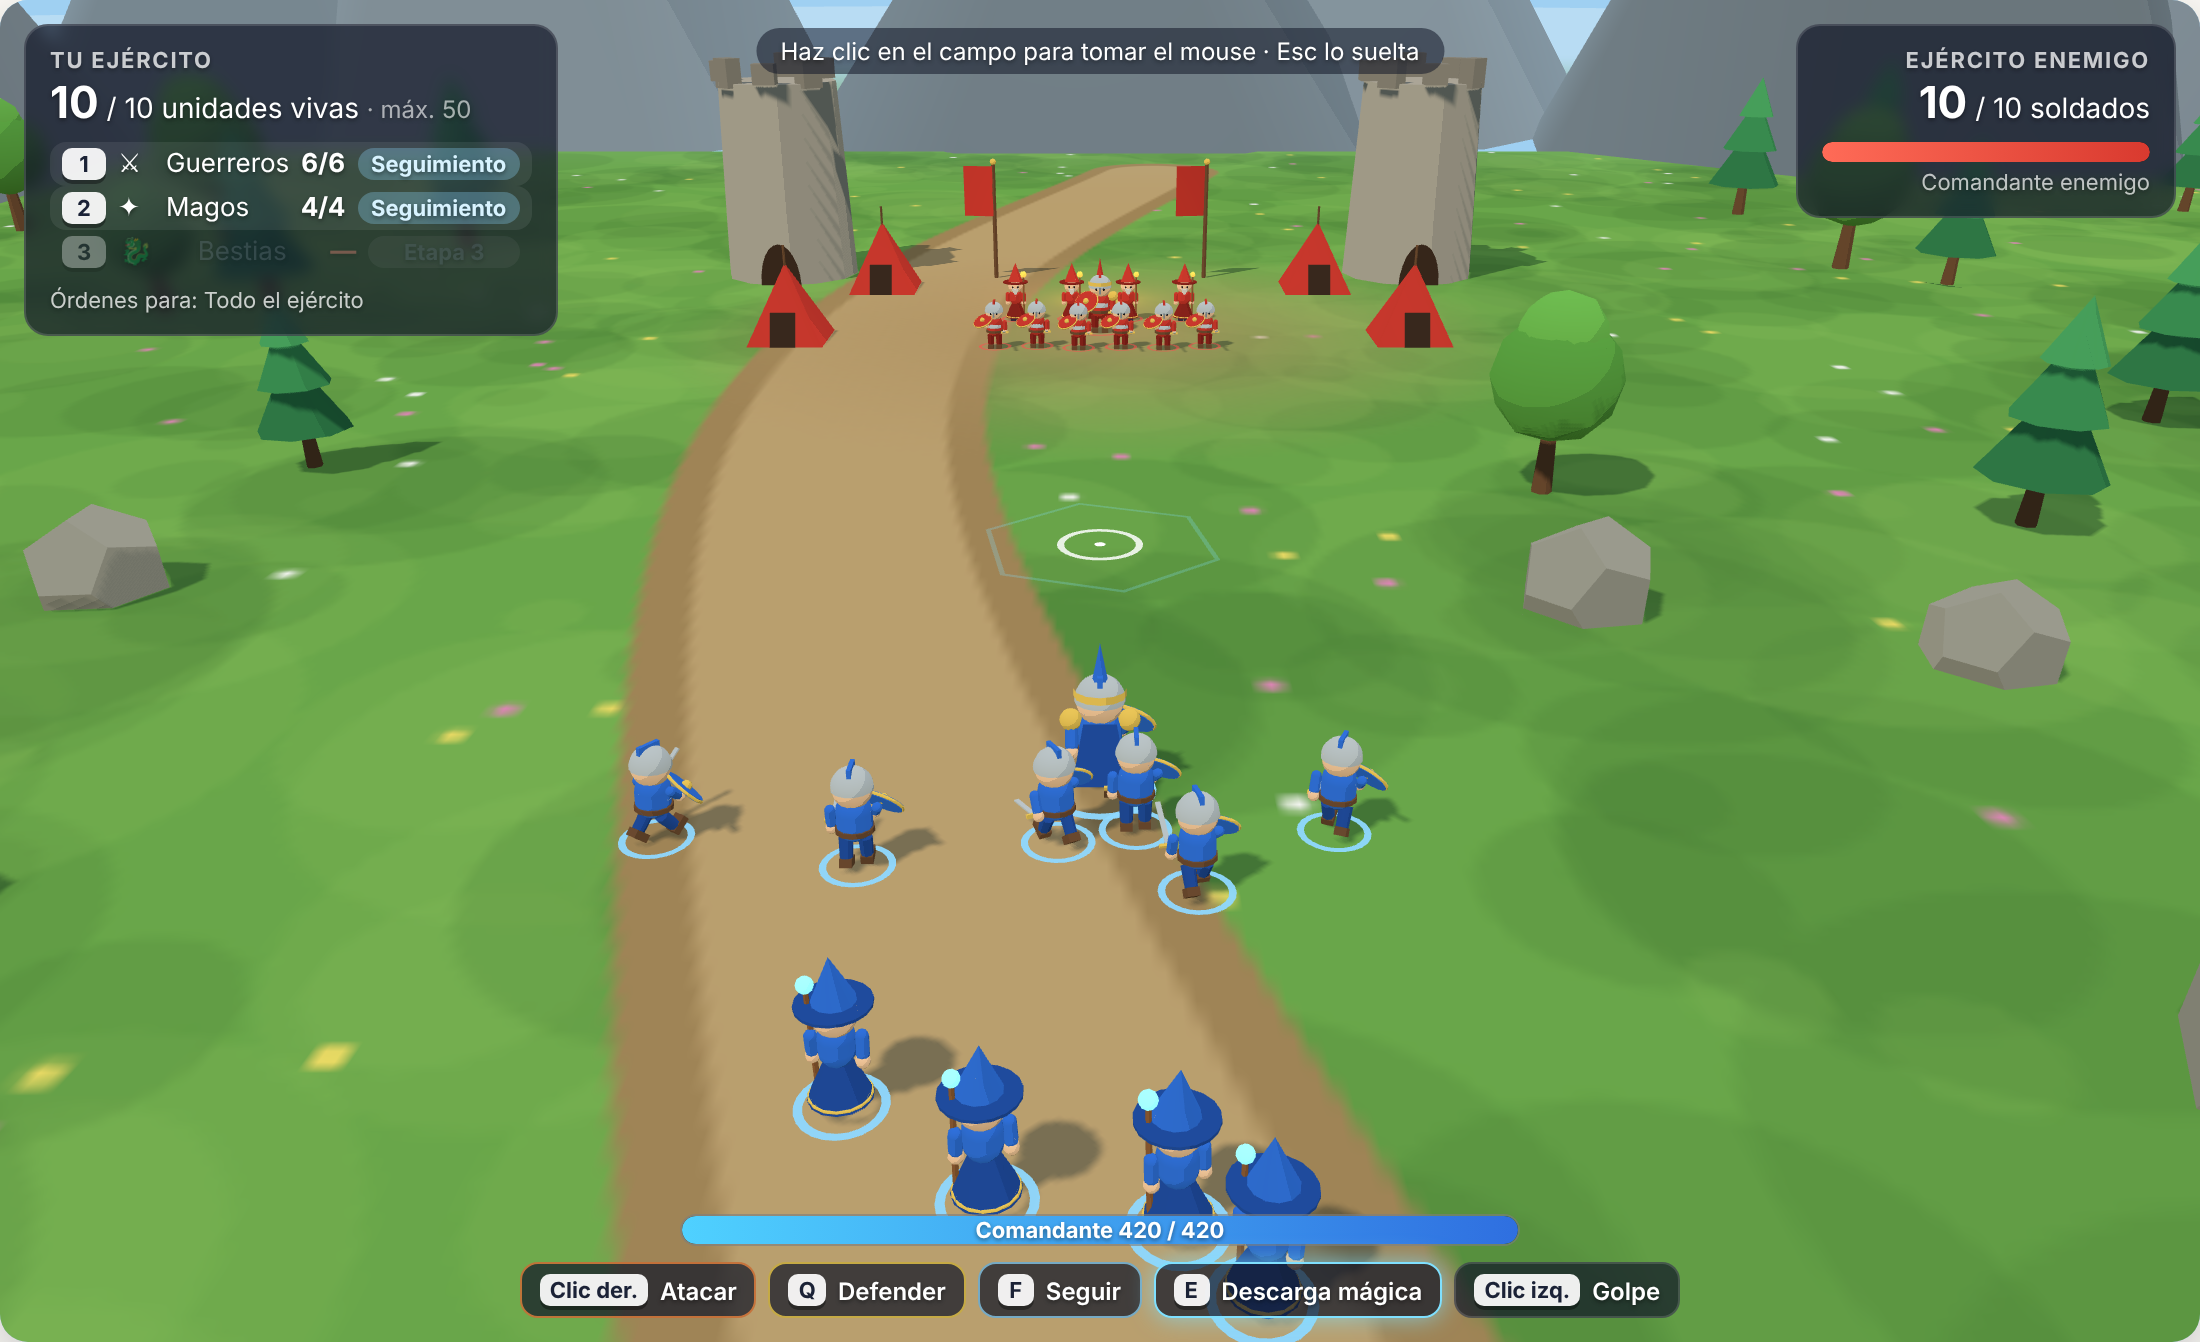 TU EJÉRCITO
10 / 10 unidades vivas · máx. 50
1 Guerreros 6/6 Seguimiento
2 Magos 4/4 Seguimiento
3 Bestias — Etapa 3
Órdenes para: Todo el ejército
Haz clic en el campo para tomar el mouse · Esc lo suelta
EJÉRCITO ENEMIGO
10 / 10 soldados
Comandante enemigo
Comandante 420 / 420
Clic der. Atacar Q Defender F Seguir E Descarga mágica Clic izq. Golpe